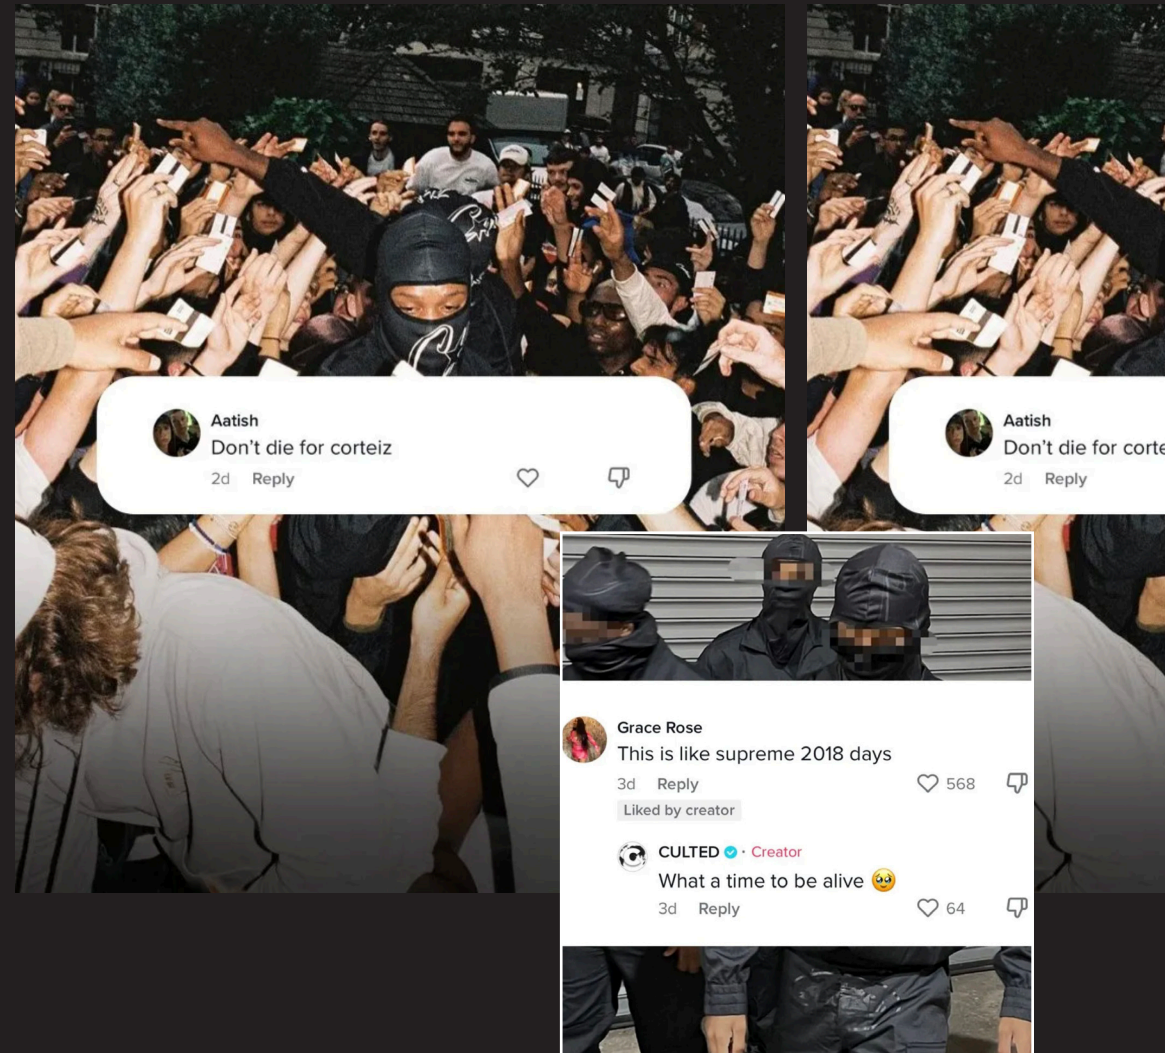 Aatish
Don't die for corteiz
2d Reply
Aatish
Don't die for corte
2d Reply
Grace Rose
This is like supreme 2018 days
3d Reply 568
Liked by creator
CULTED · Creator
What a time to be alive 🥹
3d Reply 64